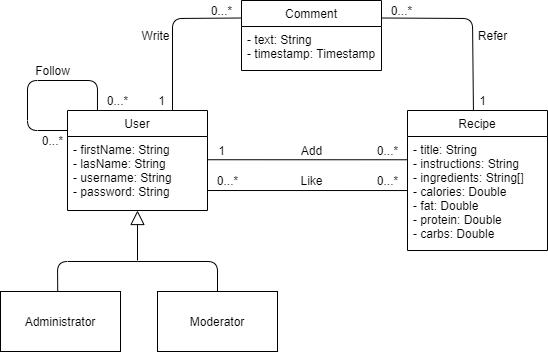 0...*
Comment
0...*
Write
- text: String
- timestamp: Timestamp
Refer
Follow
0...*
1
1
User
Recipe
0...*
- firstName: String
- lasName: String
- username: String
- password: String
1
Add
0...*
0...*
Like
0...*
- title: String
- instructions: String
- ingredients: String[]
- calories: Double
- fat: Double
- protein: Double
- carbs: Double
Administrator
Moderator